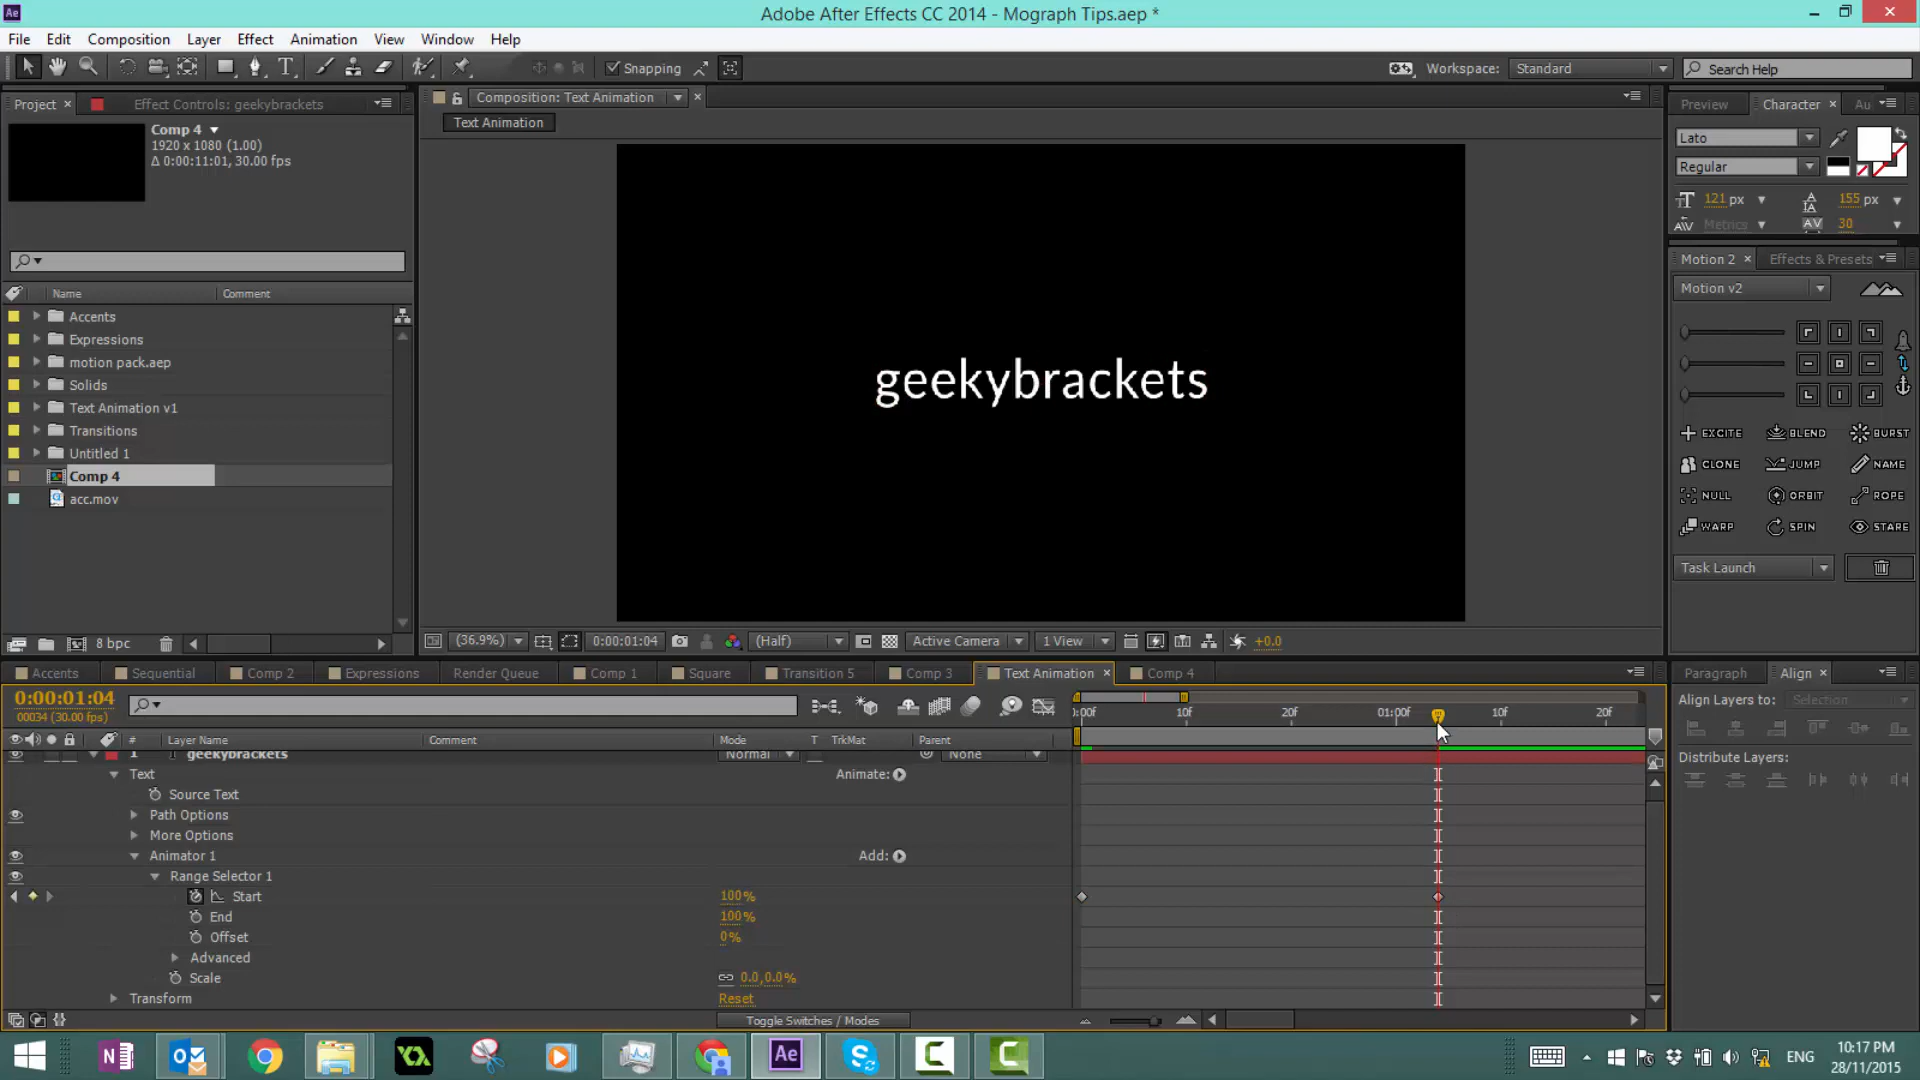 Adobe After Effects CC 2014 - Mograph Tips.aep *
File Edit Composition Layer Effect Animation View Window Help
Snapping
Workspace: Standard
Search Help
Project × Effect Controls: geekybrackets
Comp 4
1920 x 1080 (1.00)
Δ 0:00:11:01, 30.00 fps
Name Comment
Accents
Expressions
motion pack.aep
Solids
Text Animation v1
Transitions
Untitled 1
Comp 4
acc.mov
8 bpc
Composition: Text Animation
Text Animation
geekybrackets
(36.9%) 0:00:01:04 (Half) Active Camera 1 View +0.0
Preview Character × Au
Lato
Regular
121 px 155 px
Metrics 30
Motion 2 × Effects & Presets
Motion v2
EXCITE BLEND BURST
CLONE JUMP NAME
NULL ORBIT ROPE
WARP SPIN STARE
Task Launch
Accents Sequential Comp 2 Expressions Render Queue Comp 1 Square Transition 5 Comp 3 Text Animation × Comp 4
0:00:01:04
00034 (30.00 fps)
# Layer Name Comment Mode T TrkMat Parent
1 T geekybrackets Normal None
Text Animate:
Source Text
Path Options
More Options
Animator 1 Add:
Range Selector 1
Start 100%
End 100%
Offset 0%
Advanced
Scale 0.0,0.0%
Transform Reset
Toggle Switches / Modes
):00f 10f 20f 01:00f 10f 20f
Paragraph Align ×
Align Layers to: Selection
Distribute Layers:
ENG
10:17 PM
28/11/2015